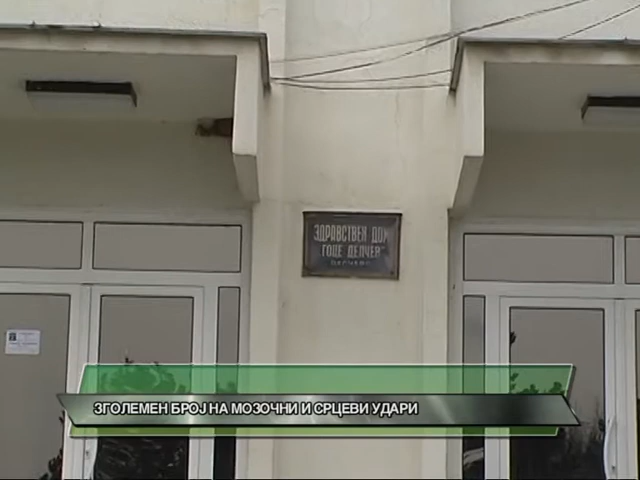 ЗДРАВСТВЕН ДОМ
ГОЦЕ ДЕЛЧЕВ"
ЗГОЛЕМЕН БРОЈ НА МОЗОЧНИ И СРЦЕВИ УДАРИ